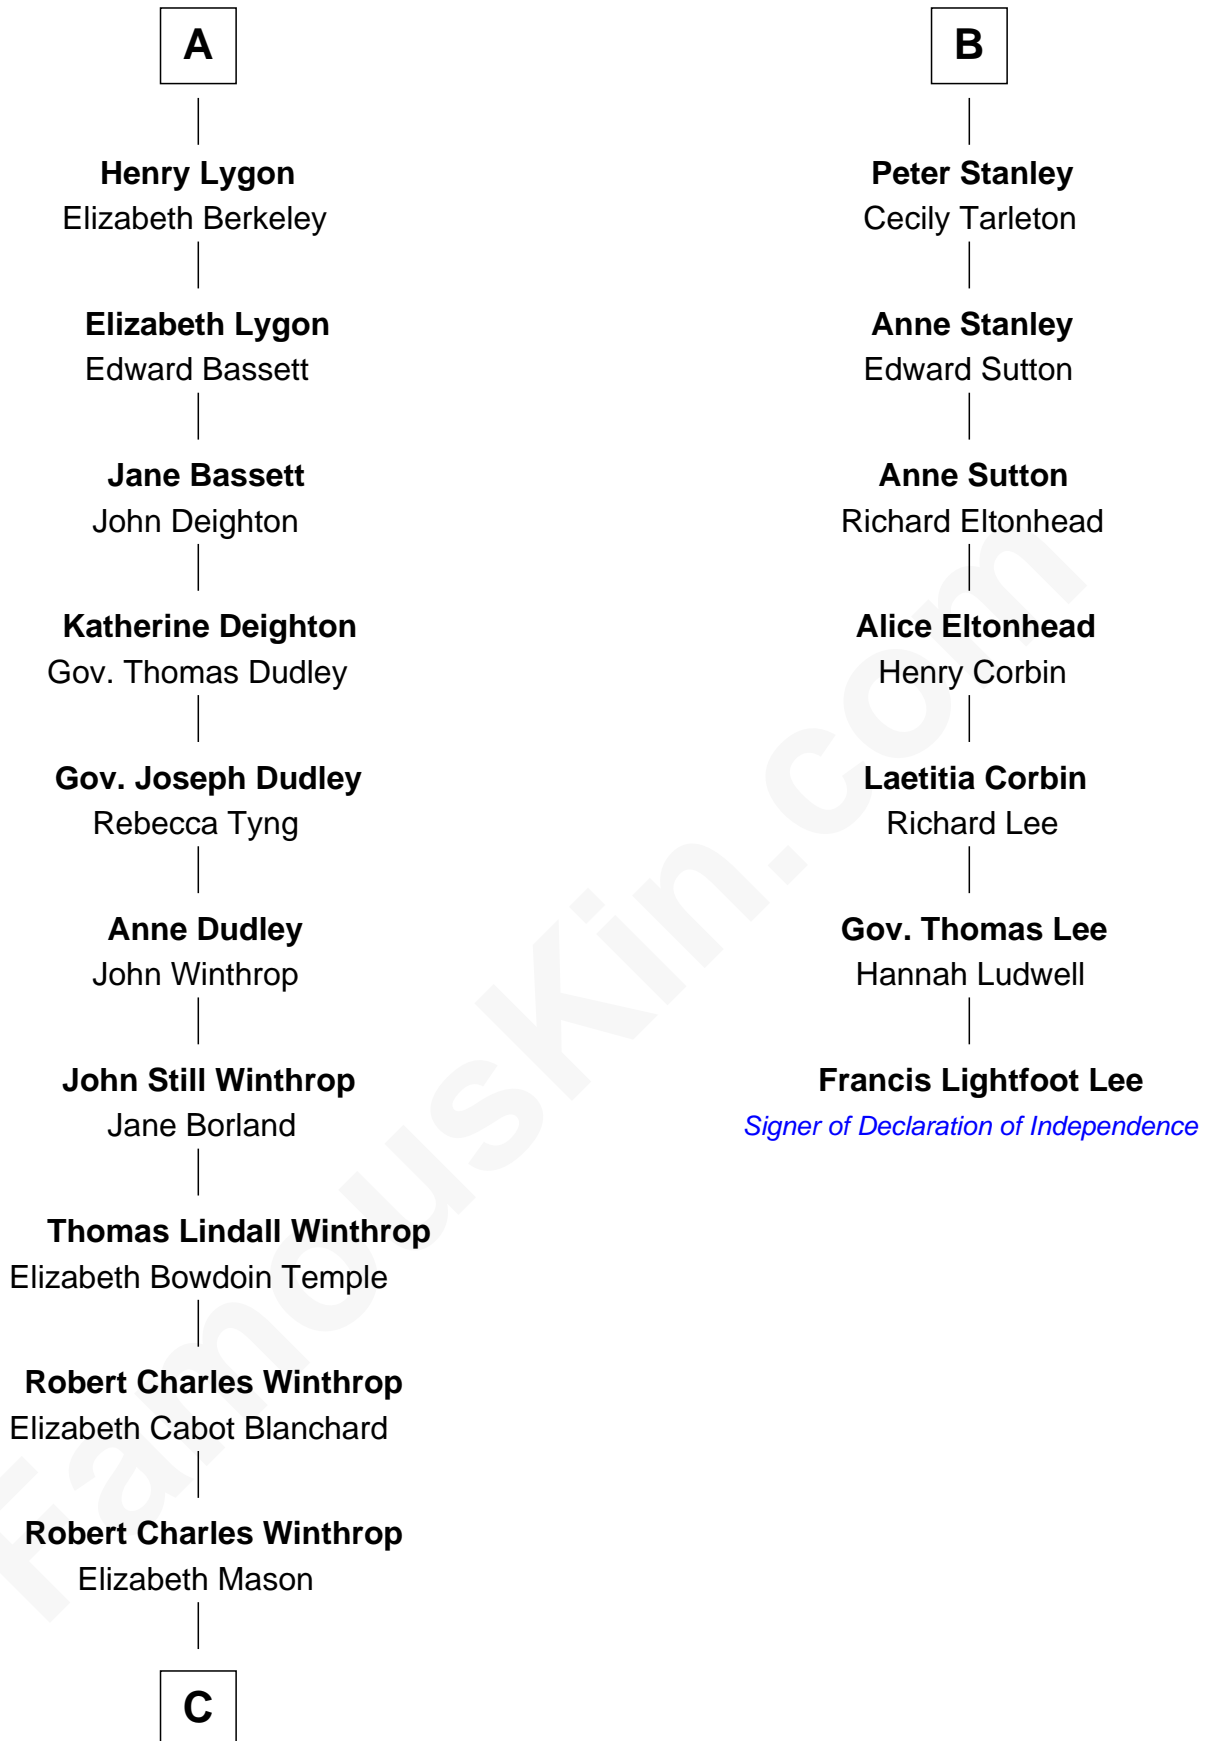 A
Henry Lygon
Elizabeth Berkeley
Elizabeth Lygon
Edward Bassett
Jane Bassett
John Deighton
Katherine Deighton
Gov. Thomas Dudley
Gov. Joseph Dudley
Rebecca Tyng
Anne Dudley
John Winthrop
John Still Winthrop
Jane Borland
Thomas Lindall Winthrop
Elizabeth Bowdoin Temple
Robert Charles Winthrop
Elizabeth Cabot Blanchard
Robert Charles Winthrop
Elizabeth Mason
C
B
Peter Stanley
Cecily Tarleton
Anne Stanley
Edward Sutton
Anne Sutton
Richard Eltonhead
Alice Eltonhead
Henry Corbin
Laetitia Corbin
Richard Lee
Gov. Thomas Lee
Hannah Ludwell
Francis Lightfoot Lee
Signer of Declaration of Independence
FamousKin.com